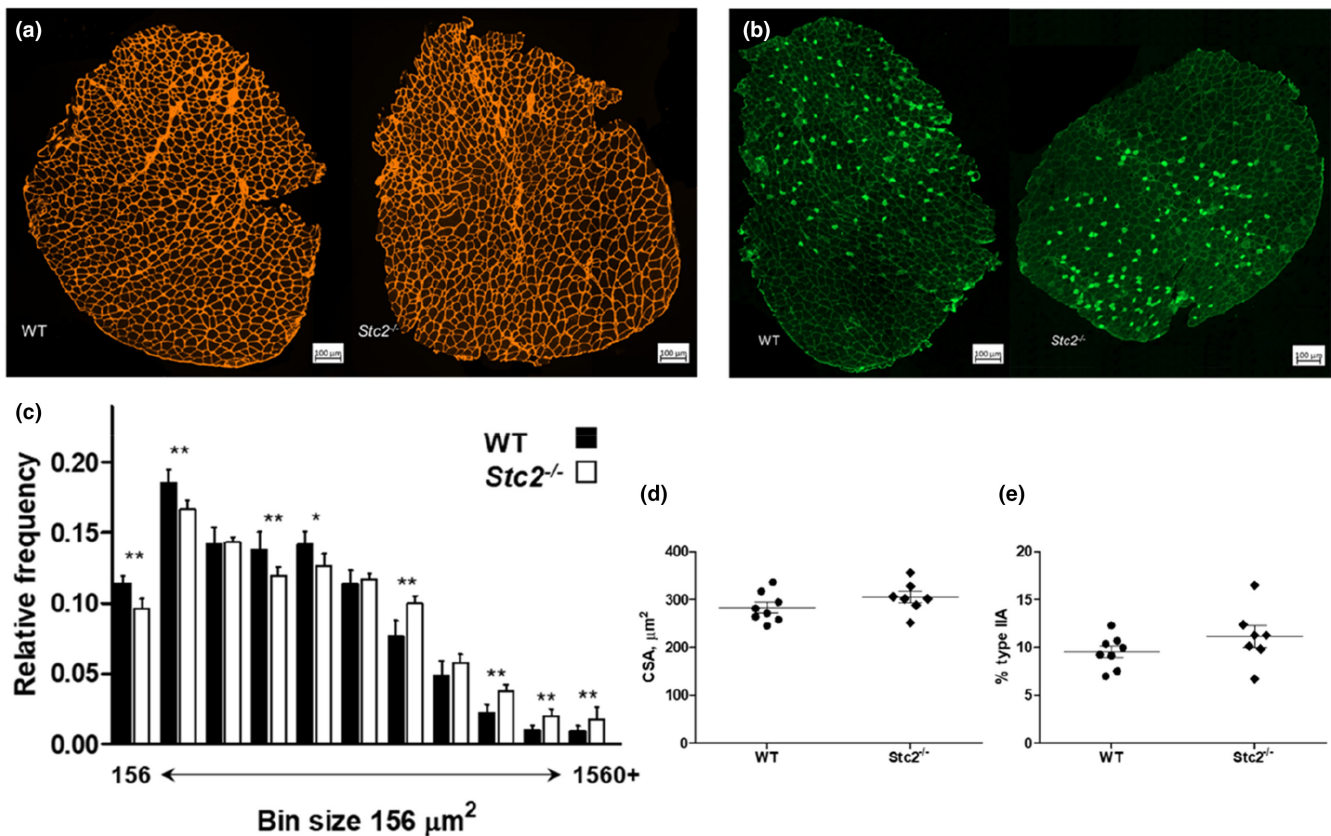 (a)
WT
100 µm
Stc2-/-
100 µm
(b)
WT
100 µm
Stc2-/-
100 µm
(c)
WT
Stc2-/-
Relative frequency
0.20
0.15
0.10
0.05
0.00
**
**
**
*
**
**
**
**
156
1560+
Bin size 156 µm2
(d)
CSA, µm2
400
300
200
100
0
WT
Stc2-/-
(e)
% type IIA
20
15
10
5
0
WT
Stc2-/-